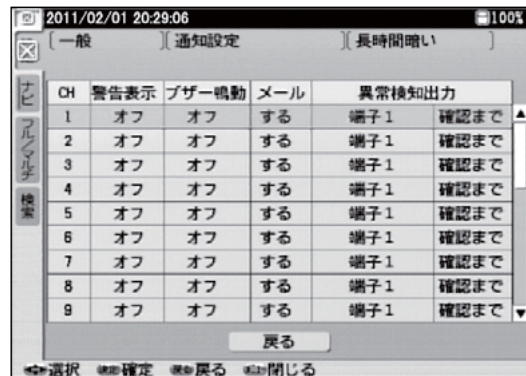 2011/02/01 20:29:06 100%
[一般 ][通知設定 ][長時間暗い ]
ナビ
フル/マルチ
検索
CH 警告表示 ブザー鳴動 メール 異常検知出力
1 オフ オフ する 端子1 確認まで
2 オフ オフ する 端子1 確認まで
3 オフ オフ する 端子1 確認まで
4 オフ オフ する 端子1 確認まで
5 オフ オフ する 端子1 確認まで
6 オフ オフ する 端子1 確認まで
7 オフ オフ する 端子1 確認まで
8 オフ オフ する 端子1 確認まで
9 オフ オフ する 端子1 確認まで
戻る
選択 確定 戻る 閉じる